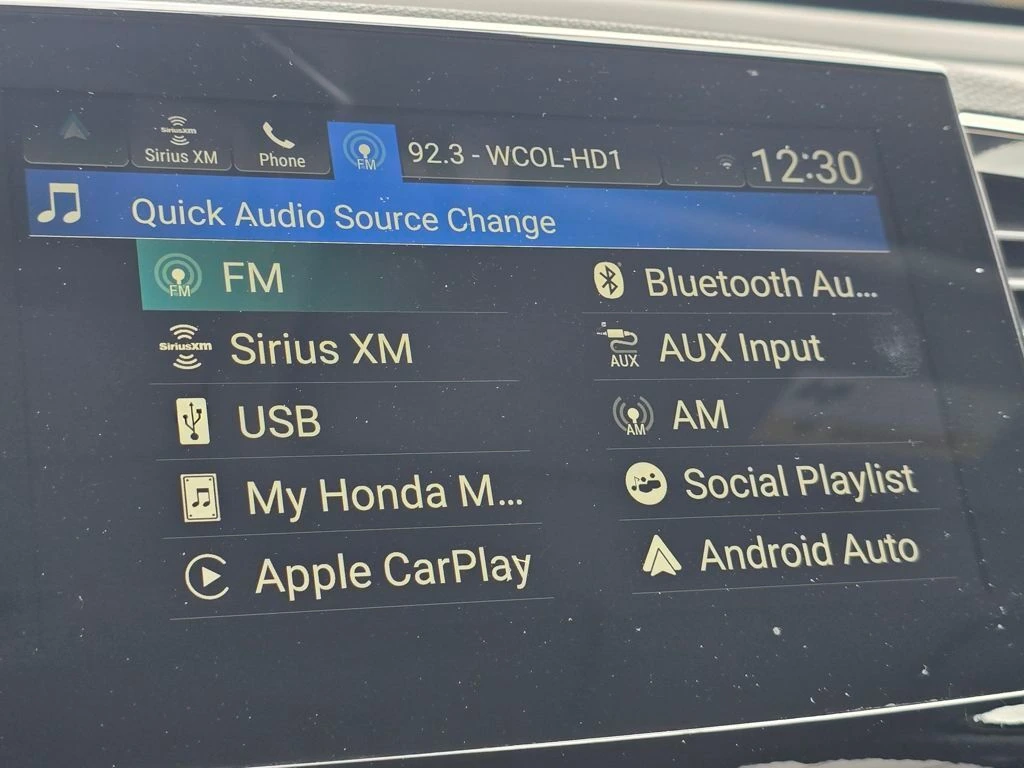 SiriusXM
Sirius XM
Phone
FM
92.3 - WCOL-HD1
12:30
Quick Audio Source Change
FM
FM
Bluetooth Au...
SiriusXM
Sirius XM
AUX
AUX Input
USB
AM
AM
My Honda M...
Social Playlist
Apple CarPlay
Android Auto